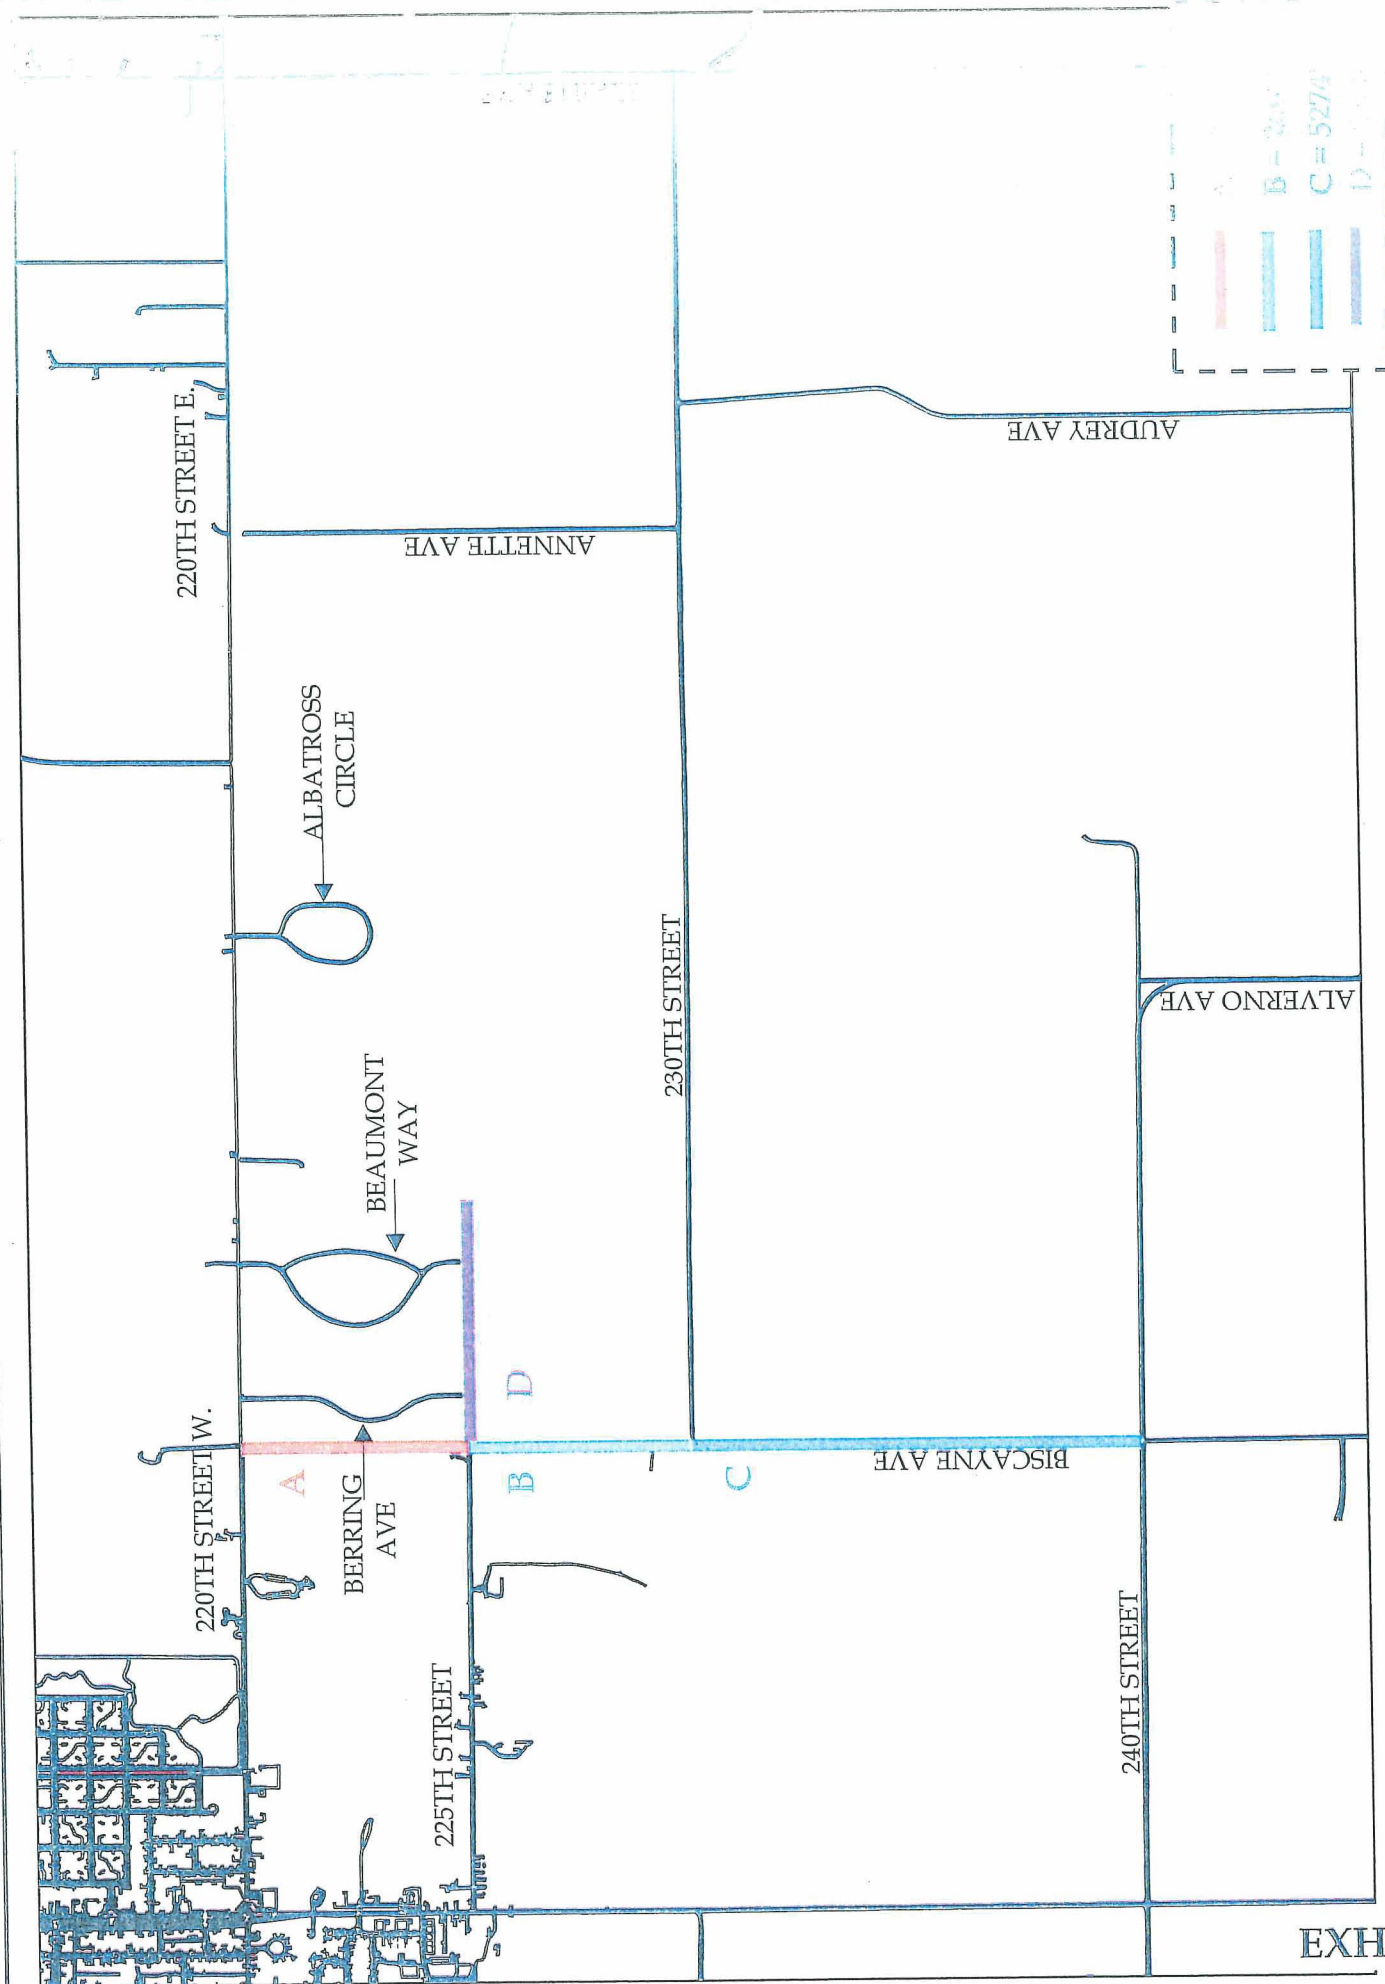 220TH STREET E.
ANNETTE AVE
AUDREY AVE
ALBATROSS
CIRCLE
BEAUMONT
WAY
230TH STREET
ALVERNO AVE
220TH STREET W.
BERRING
AVE
A
B
C
D
BISCAYNE AVE
225TH STREET
240TH STREET
B =
C = 5274
D
EXH